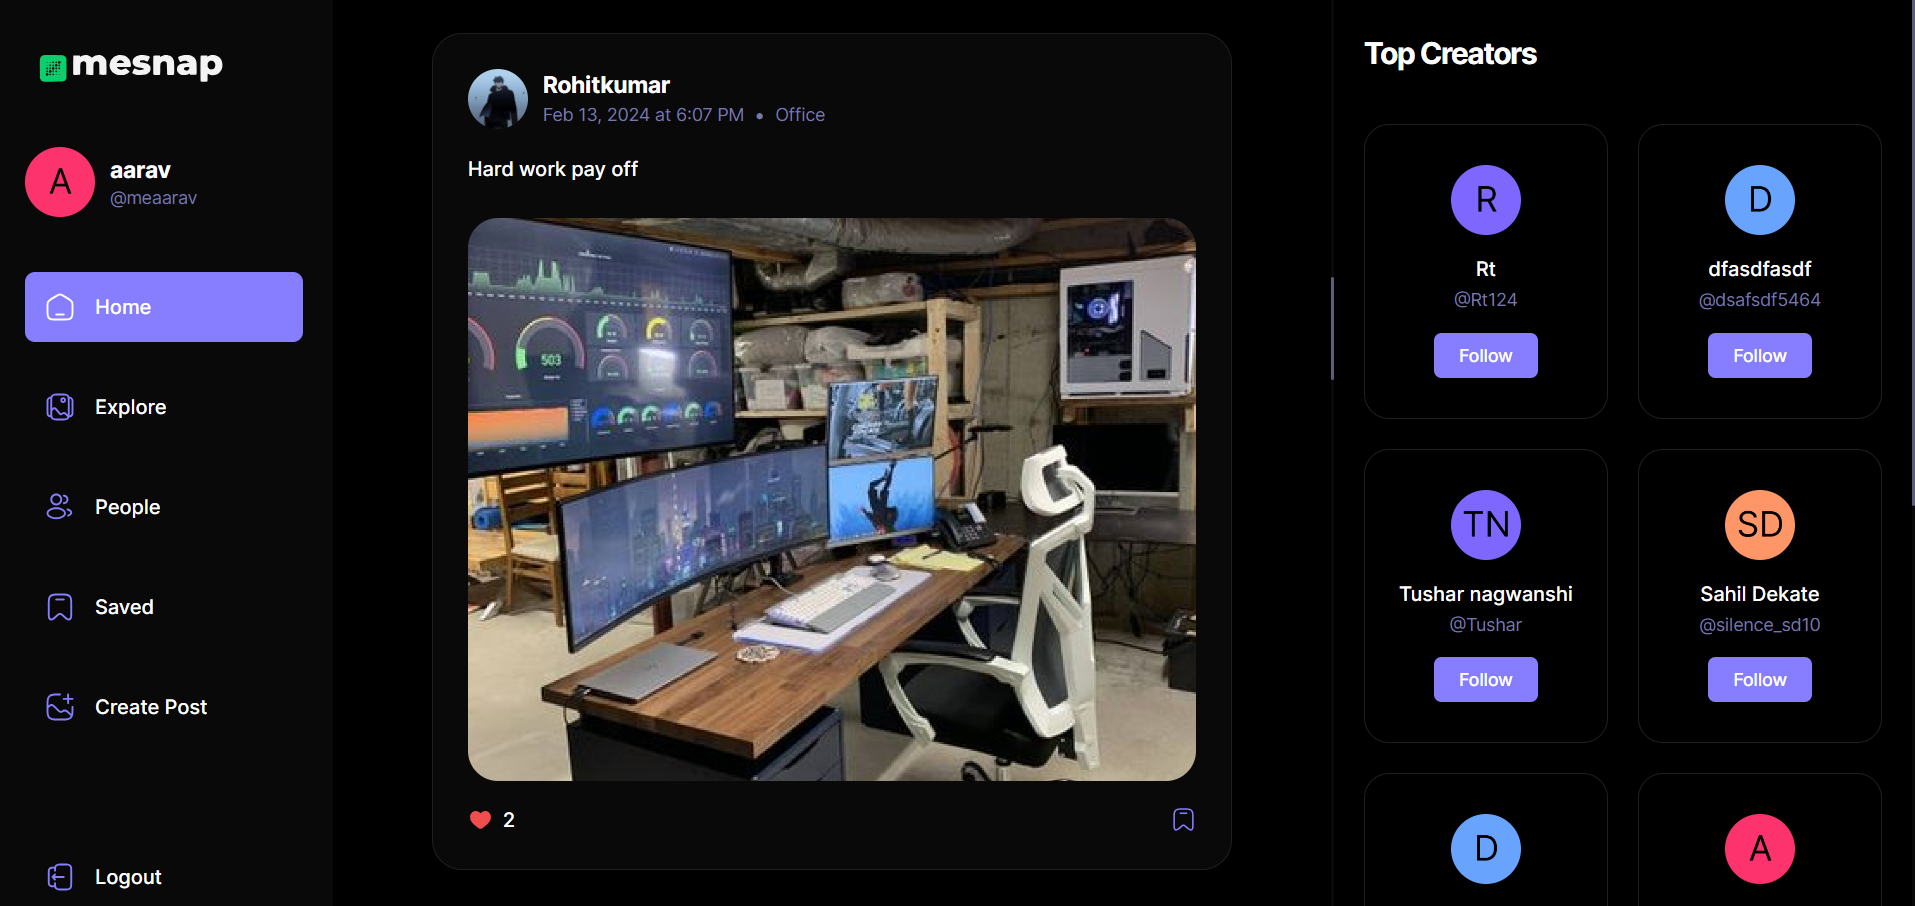 mesnap
A
aarav
@meaarav
Home
Explore
People
Saved
Create Post
Logout
Rohitkumar
Feb 13, 2024 at 6:07 PM • Office
Hard work pay off
503
2
Top Creators
R
Rt
@Rt124
Follow
D
dfasdfasdf
@dsafsdf5464
Follow
TN
Tushar nagwanshi
@Tushar
Follow
SD
Sahil Dekate
@silence_sd10
Follow
D
A